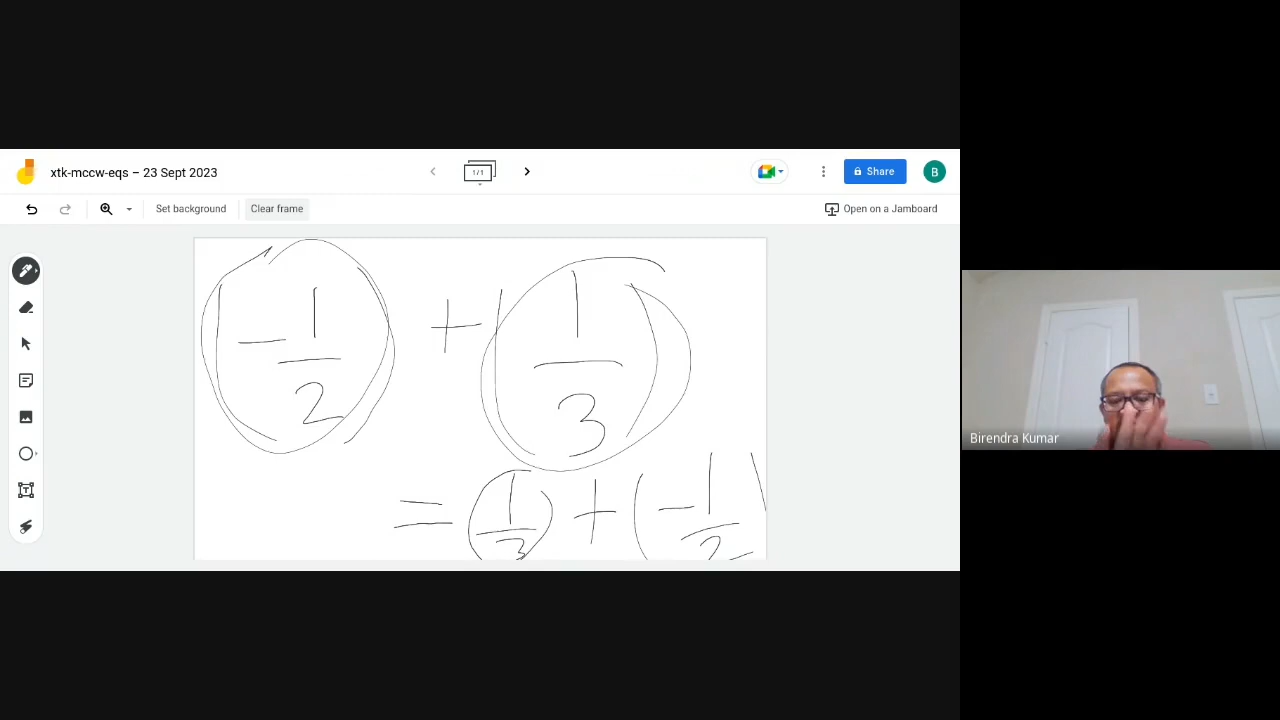 xtk-mccw-eqs – 23 Sept 2023
1/1
Share
B
Set background
Clear frame
Open on a Jamboard
(-1/2) + (1/3)
= (1/3) + (-1/2)
Birendra Kumar